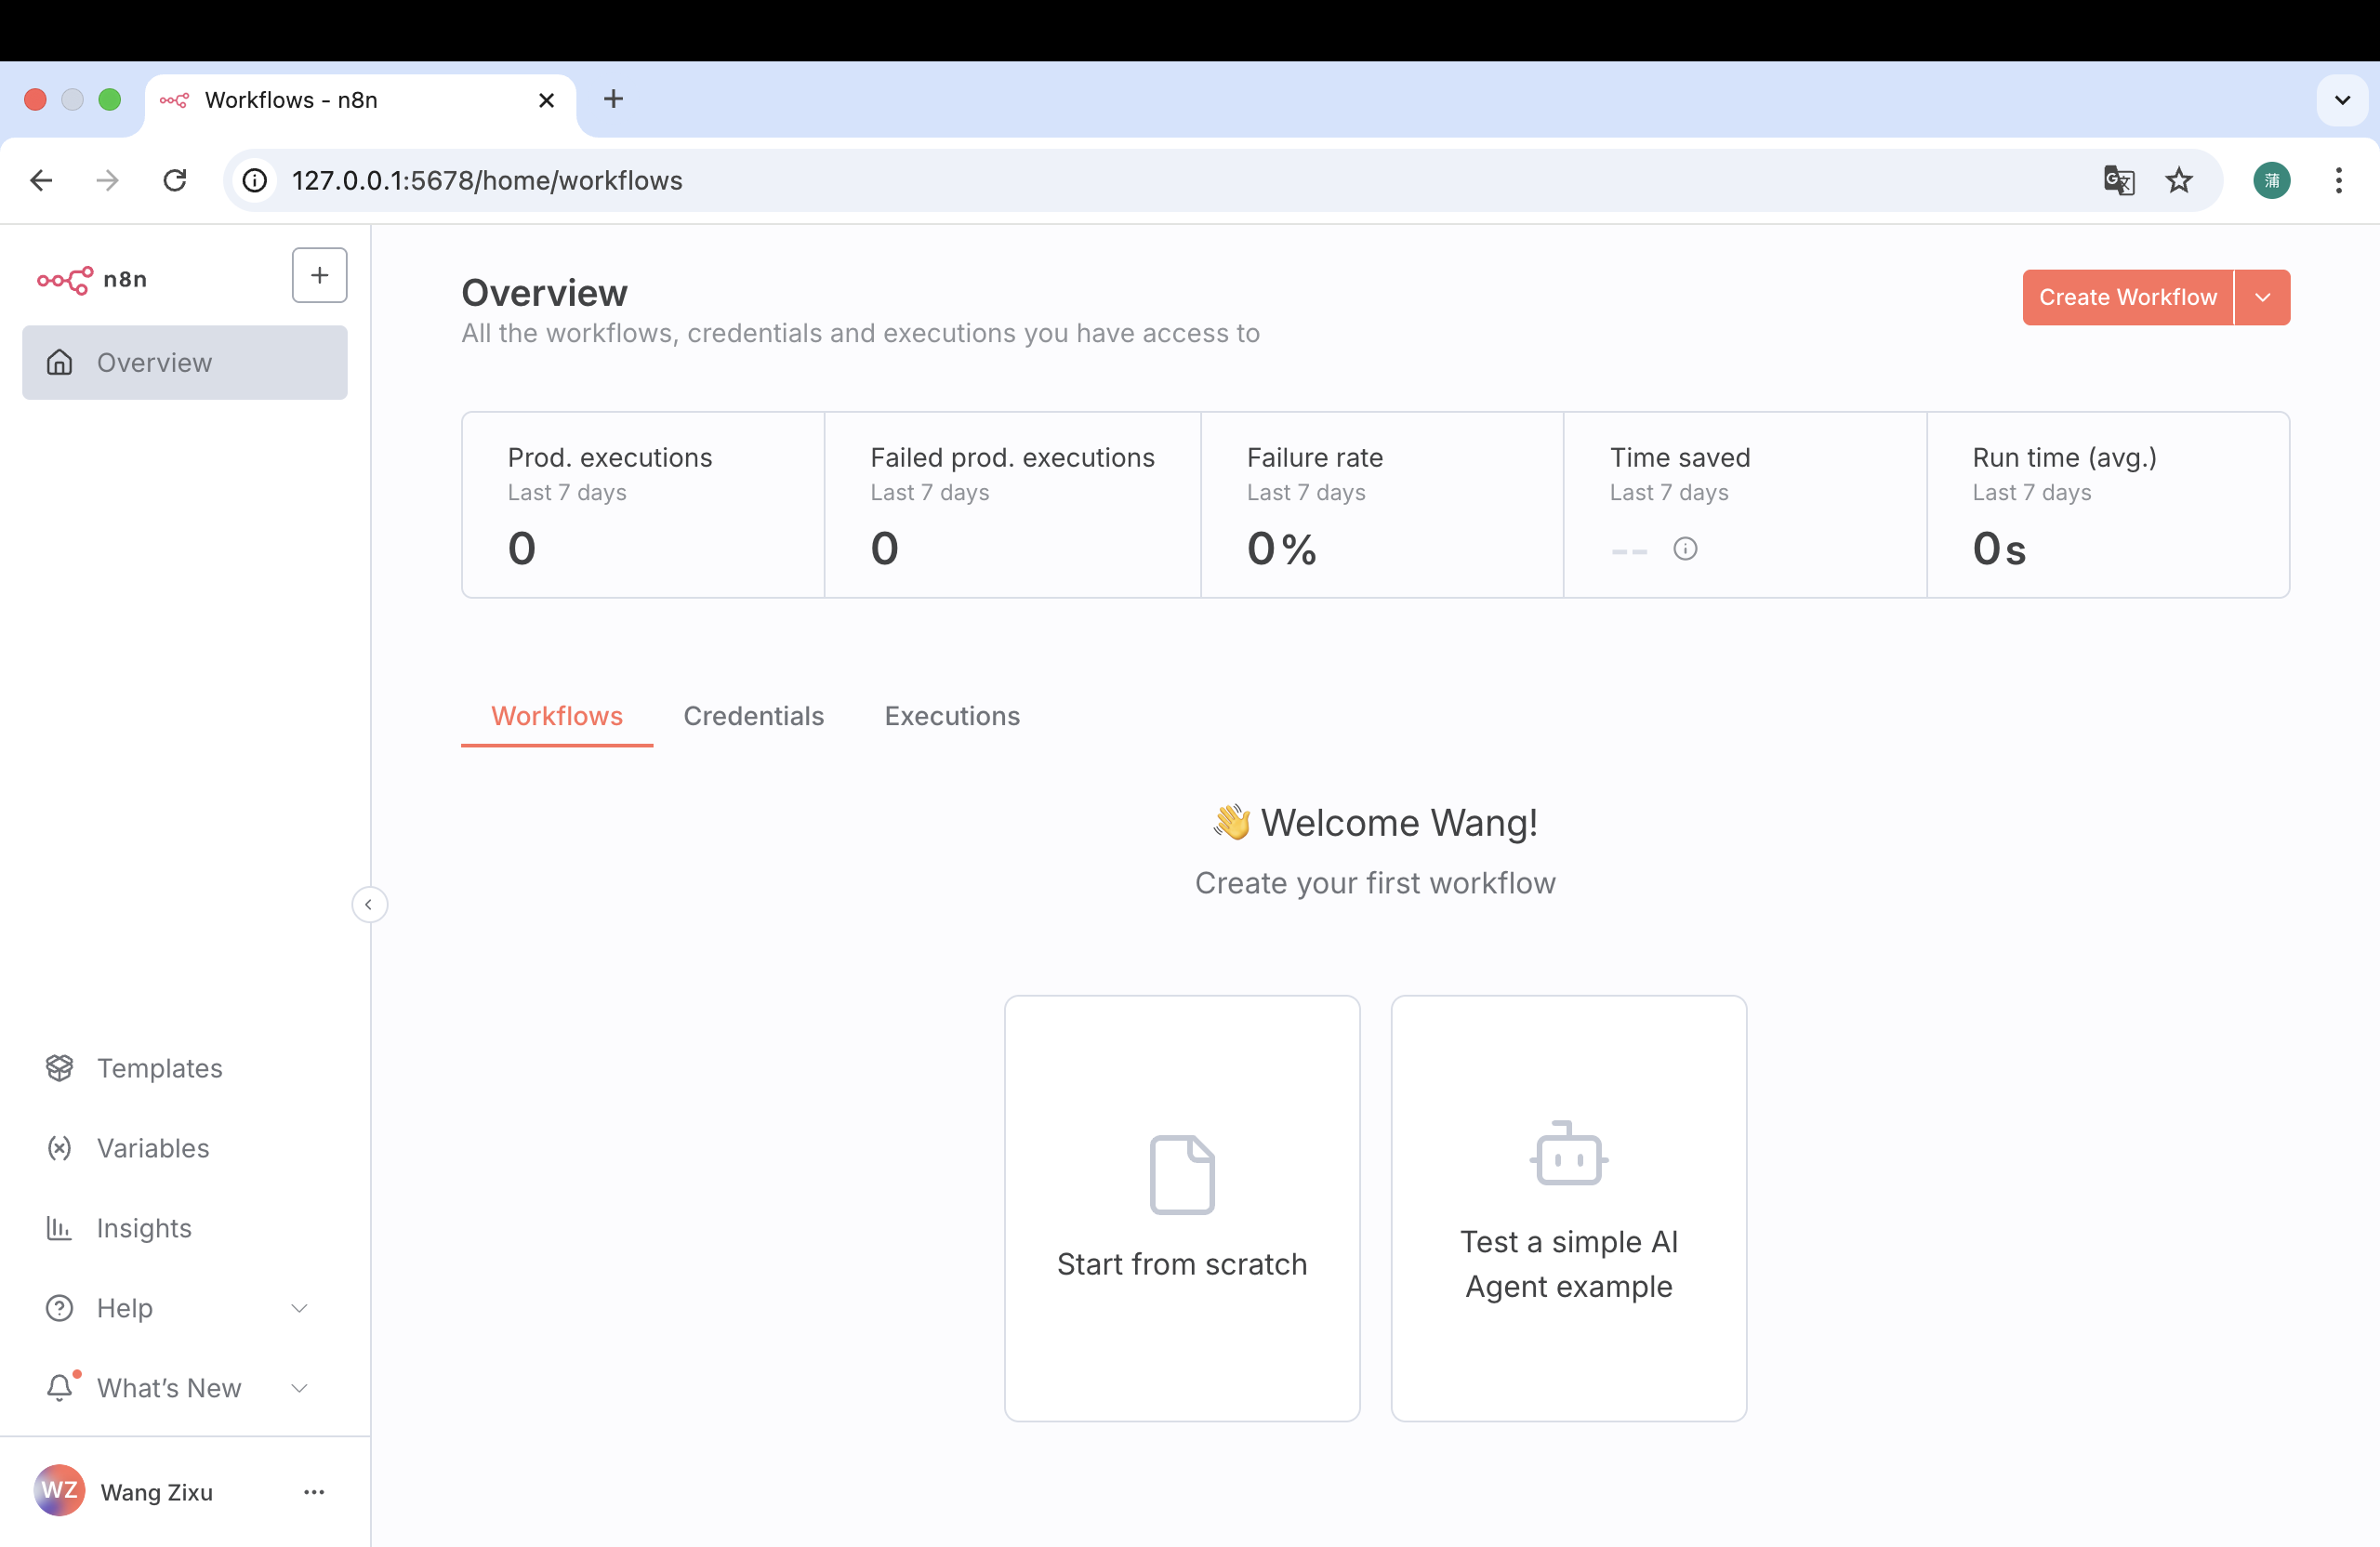 Workflows - n8n
127.0.0.1:5678/home/workflows
蒲
n8n
Overview
Templates
Variables
Insights
Help
What’s New
WZ
Wang Zixu
Overview
All the workflows, credentials and executions you have access to
Create Workflow
Prod. executions
Last 7 days
0
Failed prod. executions
Last 7 days
0
Failure rate
Last 7 days
0%
Time saved
Last 7 days
--
Run time (avg.)
Last 7 days
0s
Workflows
Credentials
Executions
👋 Welcome Wang!
Create your first workflow
Start from scratch
Test a simple AI
Agent example